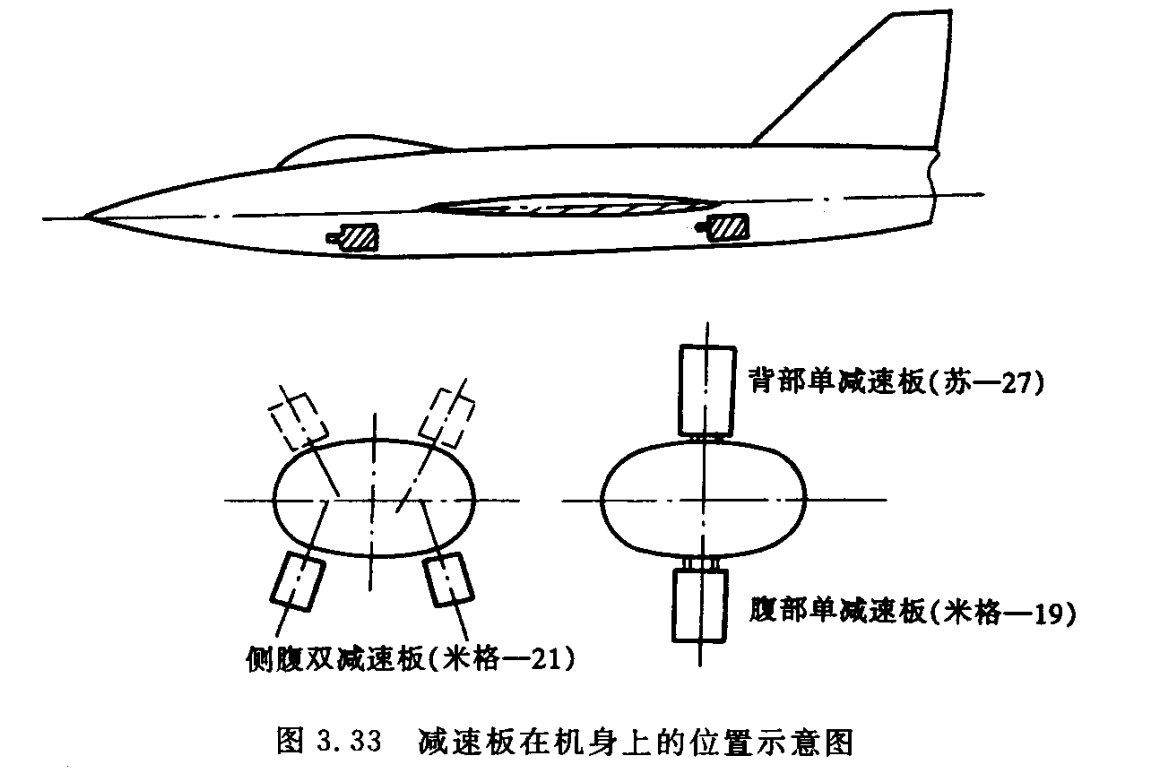 背部单减速板(苏—27)
腹部单减速板(米格—19)
侧腹双减速板(米格—21)
图 3.33 减速板在机身上的位置示意图